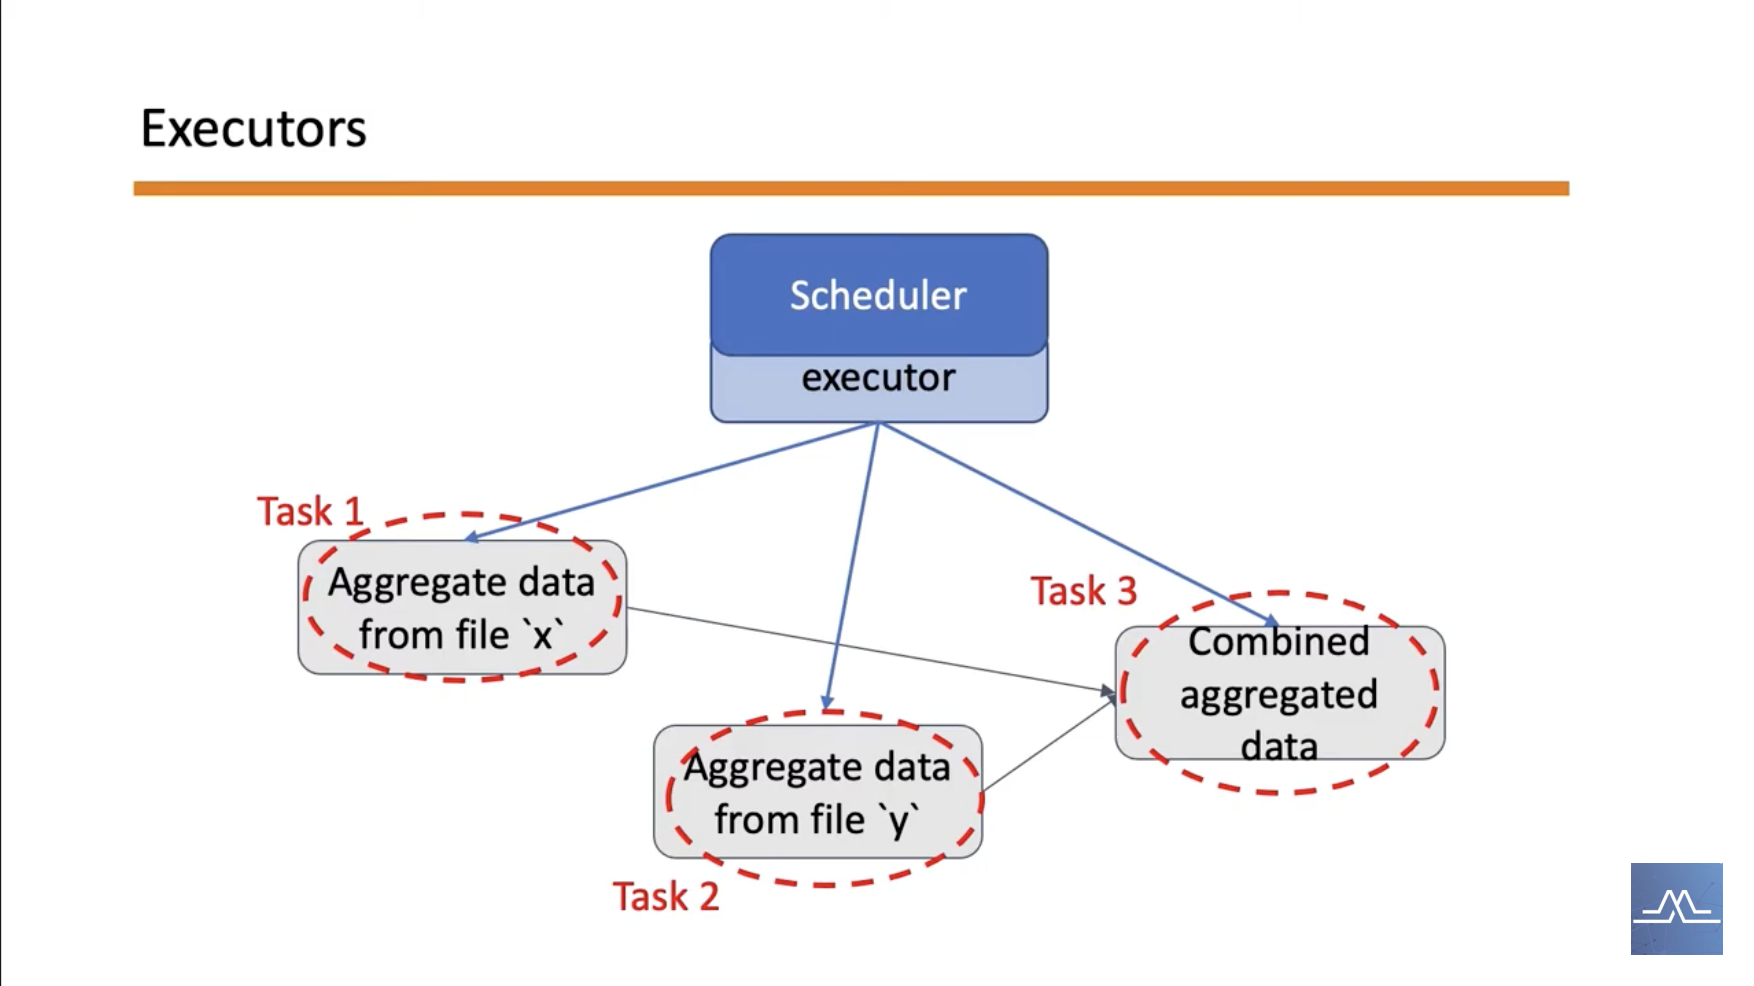 Executors
Scheduler
executor
Task 1
Aggregate data
from file `x`
Task 3
Combined
aggregated
data
Aggregate data
from file `y`
Task 2